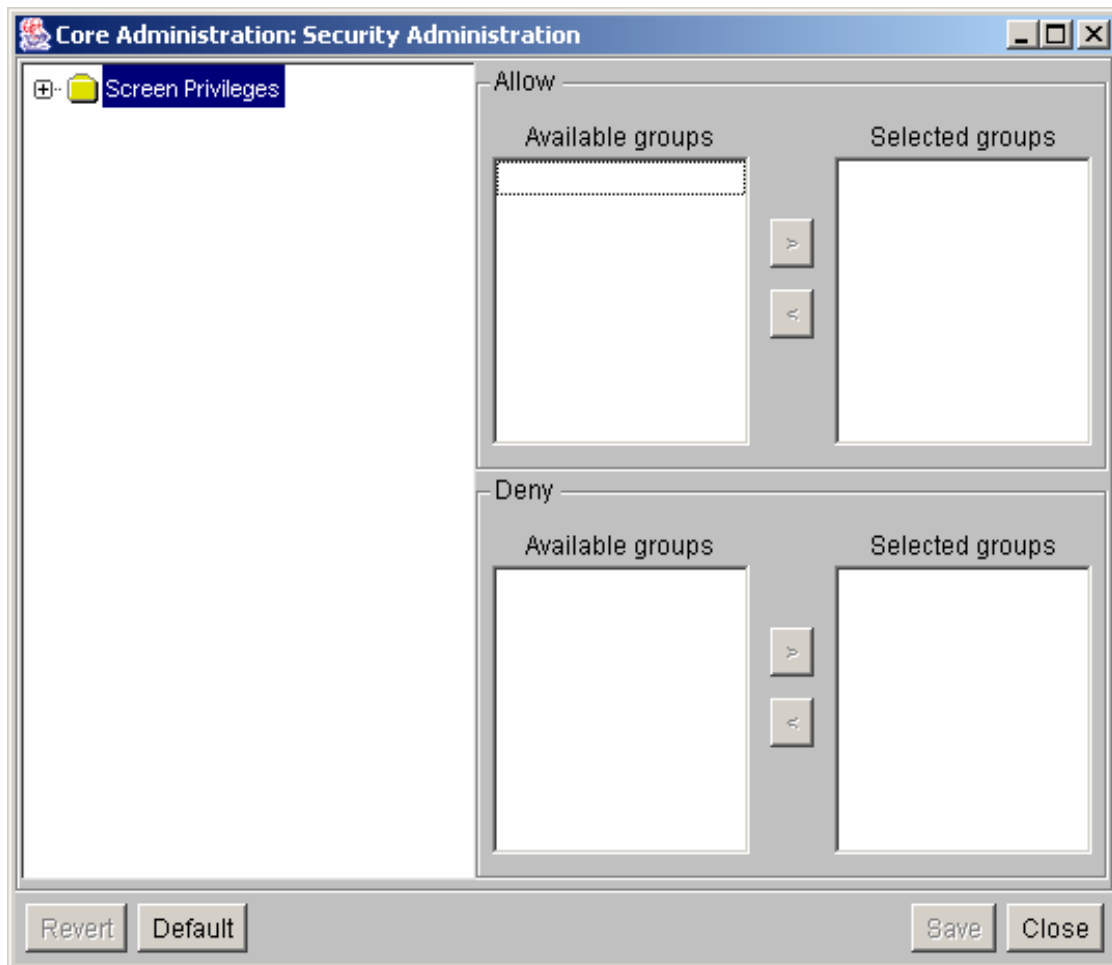 Core Administration: Security Administration
Screen Privileges
Allow
Available groups
Selected groups
>
<
Deny
Available groups
Selected groups
>
<
Revert
Default
Save
Close